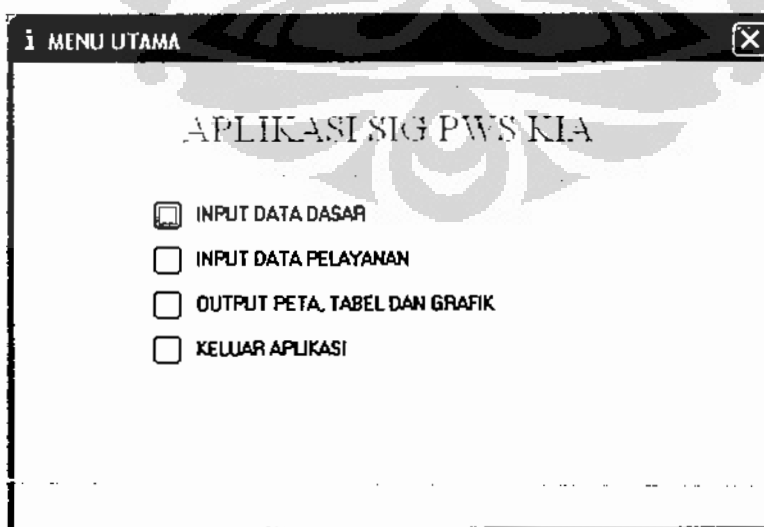 i MENU UTAMA
APLIKASI SIG PWS KIA
INPUT DATA DASAR
INPUT DATA PELAYANAN
OUTPUT PETA, TABEL DAN GRAFIK
KELUAR APLIKASI